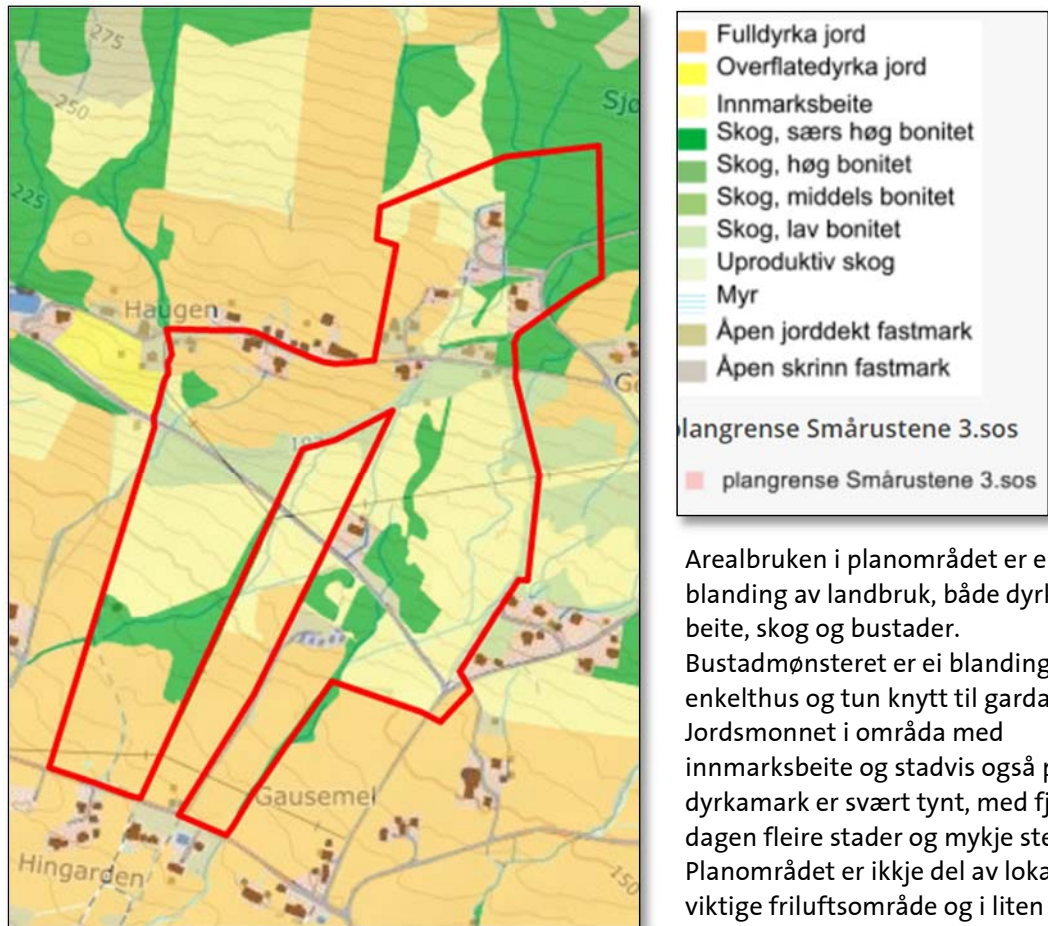 275
250
Sjø
225
Haugen
Ge
Gausemel
Hingarden
150
Fulldyrka jord
Overflatedyrka jord
Innmarksbeite
Skog, særs høg bonitet
Skog, høg bonitet
Skog, middels bonitet
Skog, lav bonitet
Uproduktiv skog
Myr
Åpen jorddekt fastmark
Åpen skrinn fastmark
plangrense Smårustene 3.sos
plangrense Smårustene 3.sos
Arealbruken i planområdet er e
blanding av landbruk, både dyrk
beite, skog og bustader.
Bustadmønsteret er ei blanding
enkelthus og tun knytt til garda
Jordsmonnet i områda med
innmarksbeite og stadvis også p
dyrkamark er svært tynt, med fj
dagen fleire stader og mykje ste
Planområdet er ikkje del av loka
viktige friluftsområde og i liten